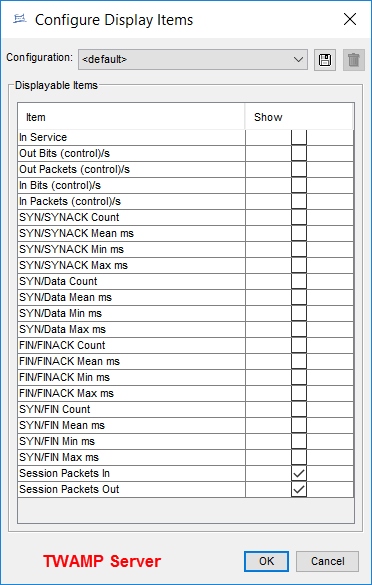 Configure Display Items
Configuration: <default>
Displayable Items
Item Show
In Service
Out Bits (control)/s
Out Packets (control)/s
In Bits (control)/s
In Packets (control)/s
SYN/SYNACK Count
SYN/SYNACK Mean ms
SYN/SYNACK Min ms
SYN/SYNACK Max ms
SYN/Data Count
SYN/Data Mean ms
SYN/Data Min ms
SYN/Data Max ms
FIN/FINACK Count
FIN/FINACK Mean ms
FIN/FINACK Min ms
FIN/FINACK Max ms
SYN/FIN Count
SYN/FIN Mean ms
SYN/FIN Min ms
SYN/FIN Max ms
Session Packets In
Session Packets Out
TWAMP Server OK Cancel